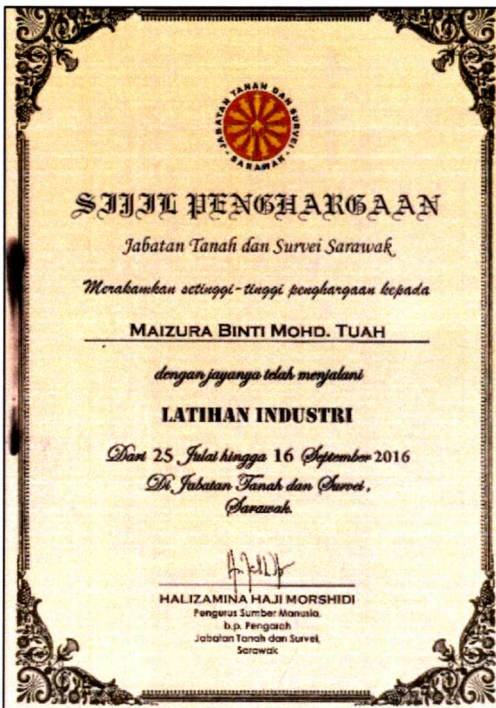 JABATAN TANAH DAN SURVEI
SARAWAK
SIJIL PENGHARGAAN
Jabatan Tanah dan Survei Sarawak
Merakamkan setinggi-tinggi penghargaan kepada
MAIZURA BINTI MOHD. TUAH
dengan jayanya telah menjalani
LATIHAN INDUSTRI
Dari 25 Julai hingga 16 September 2016
Di Jabatan Tanah dan Survei,
Sarawak.
HALIZAMINA HAJI MORSHIDI
Pengurus Sumber Manusia,
b.p. Pengarah
Jabatan Tanah dan Survei,
Sarawak